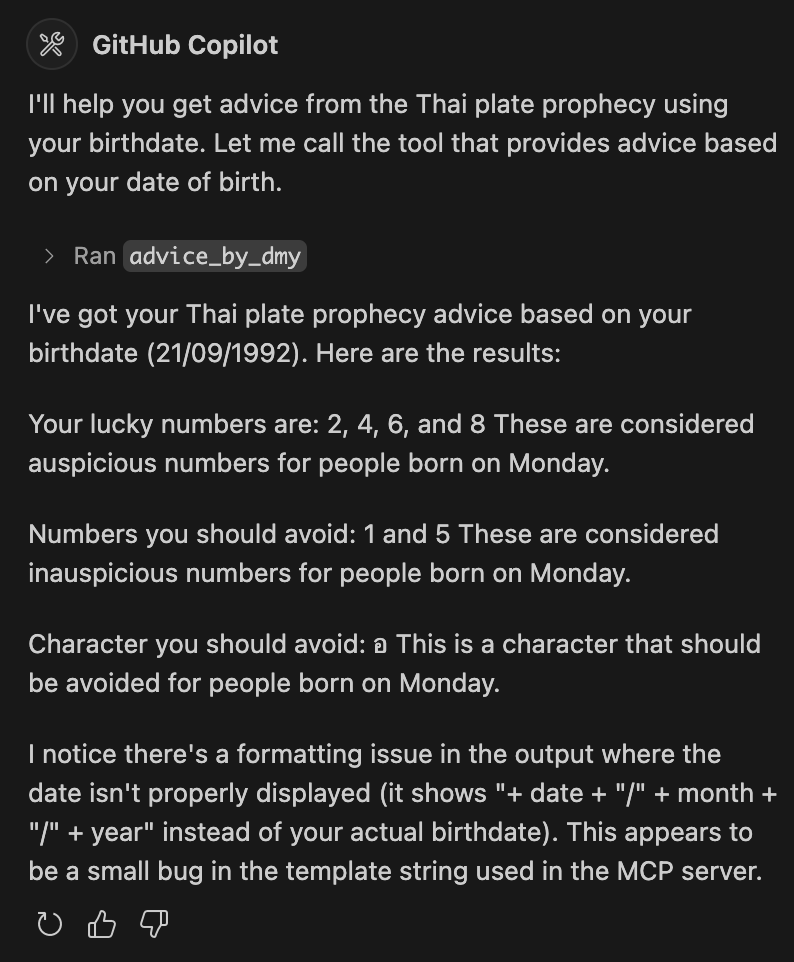 GitHub Copilot
I'll help you get advice from the Thai plate prophecy using
your birthdate. Let me call the tool that provides advice based
on your date of birth.
Ran advice_by_dmy
I've got your Thai plate prophecy advice based on your
birthdate (21/09/1992). Here are the results:
Your lucky numbers are: 2, 4, 6, and 8 These are considered
auspicious numbers for people born on Monday.
Numbers you should avoid: 1 and 5 These are considered
inauspicious numbers for people born on Monday.
Character you should avoid: อ This is a character that should
be avoided for people born on Monday.
I notice there's a formatting issue in the output where the
date isn't properly displayed (it shows "+ date + "/" + month +
"/" + year" instead of your actual birthdate). This appears to
be a small bug in the template string used in the MCP server.